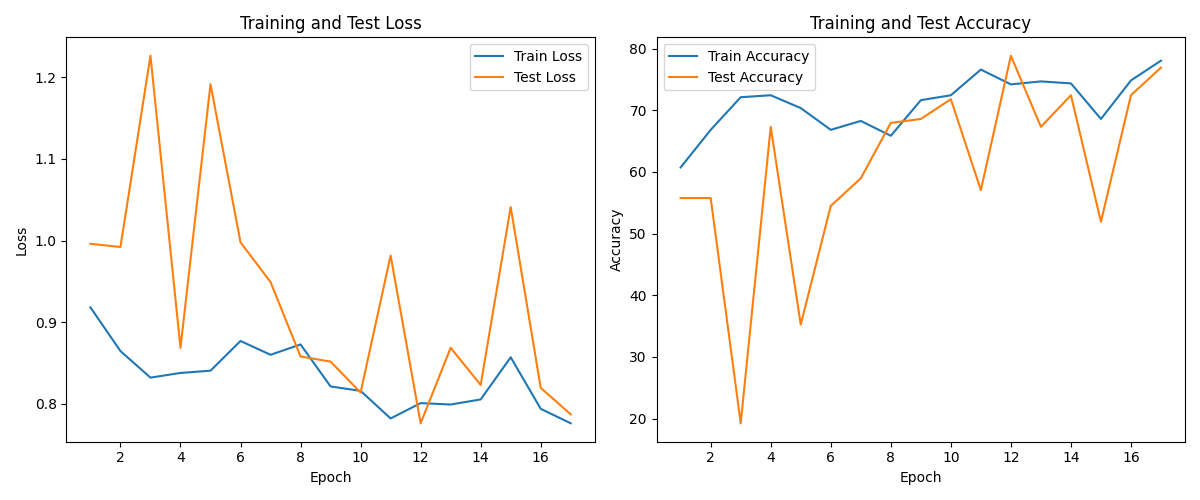 Training and Test Loss
Train Loss
Test Loss
1.2
1.1
1.0
0.9
0.8
Loss
2 4 6 8 10 12 14 16
Epoch
Training and Test Accuracy
Train Accuracy
Test Accuracy
80
70
60
50
40
30
20
Accuracy
2 4 6 8 10 12 14 16
Epoch